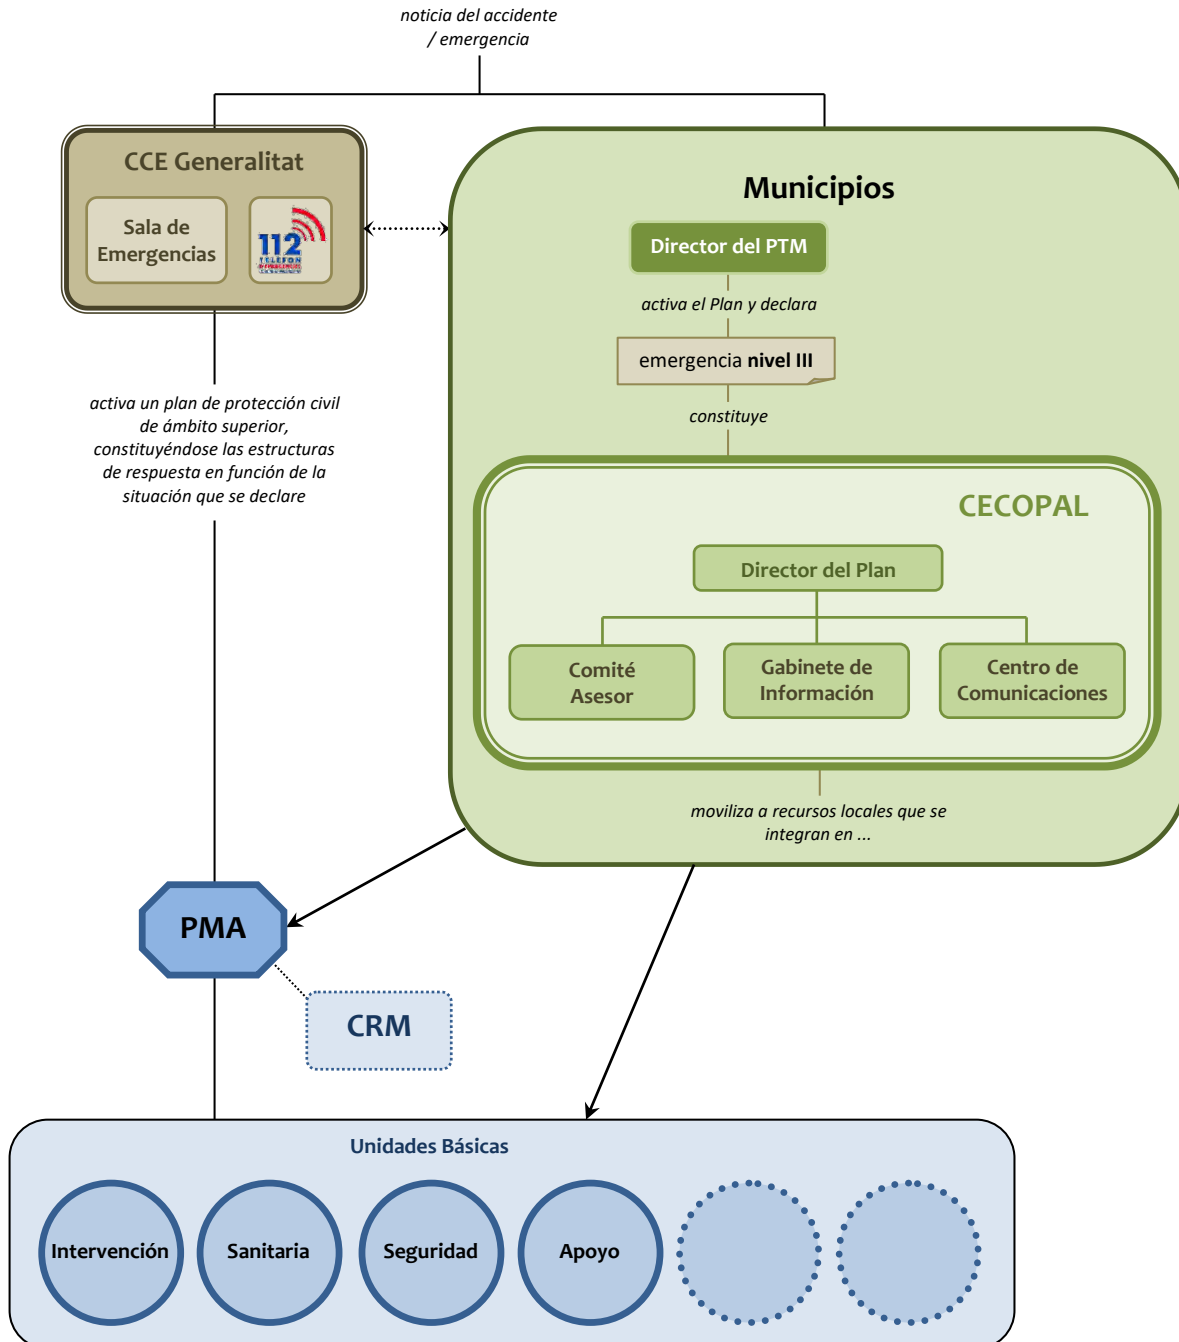 noticia del accidente
/ emergencia
CCE Generalitat
Sala de
Emergencias
112
TELÈFON
Municipios
Director del PTM
activa el Plan y declara
emergencia nivel III
constituye
activa un plan de protección civil
de ámbito superior,
constituyéndose las estructuras
de respuesta en función de la
situación que se declare
CECOPAL
Director del Plan
Comité
Asesor
Gabinete de
Información
Centro de
Comunicaciones
moviliza a recursos locales que se
integran en ...
PMA
CRM
Unidades Básicas
Intervención
Sanitaria
Seguridad
Apoyo